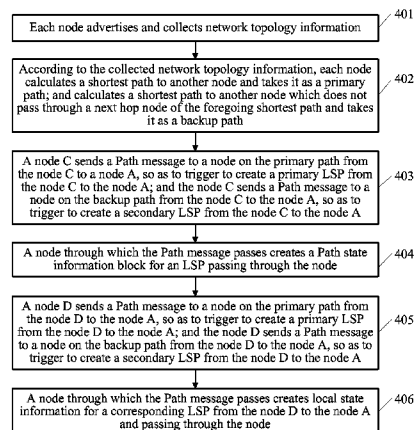 Each node advertises and collects network topology information
401
According to the collected network topology information, each node
calculates a shortest path to another node and takes it as a primary
path; and calculates a shortest path to another node which does not
pass through a next hop node of the foregoing shortest path and takes
it as a backup path
402
A node C sends a Path message to a node on the primary path from
the node C to a node A, so as to trigger to create a primary LSP from
the node C to the node A; and the node C sends a Path message to a
node on the backup path from the node C to the node A, so as to
trigger to create a secondary LSP from the node C to the node A
403
A node through which the Path message passes creates a Path state
information block for an LSP passing through the node
404
A node D sends a Path message to a node on the primary path from
the node D to the node A, so as to trigger to create a primary LSP
from the node D to the node A; and the node D sends a Path message
to a node on the backup path from the node D to the node A, so as to
trigger to create a secondary LSP from the node D to the node A
405
A node through which the Path message passes creates local state
information for a corresponding LSP from the node D to the node A
and passing through the node
406